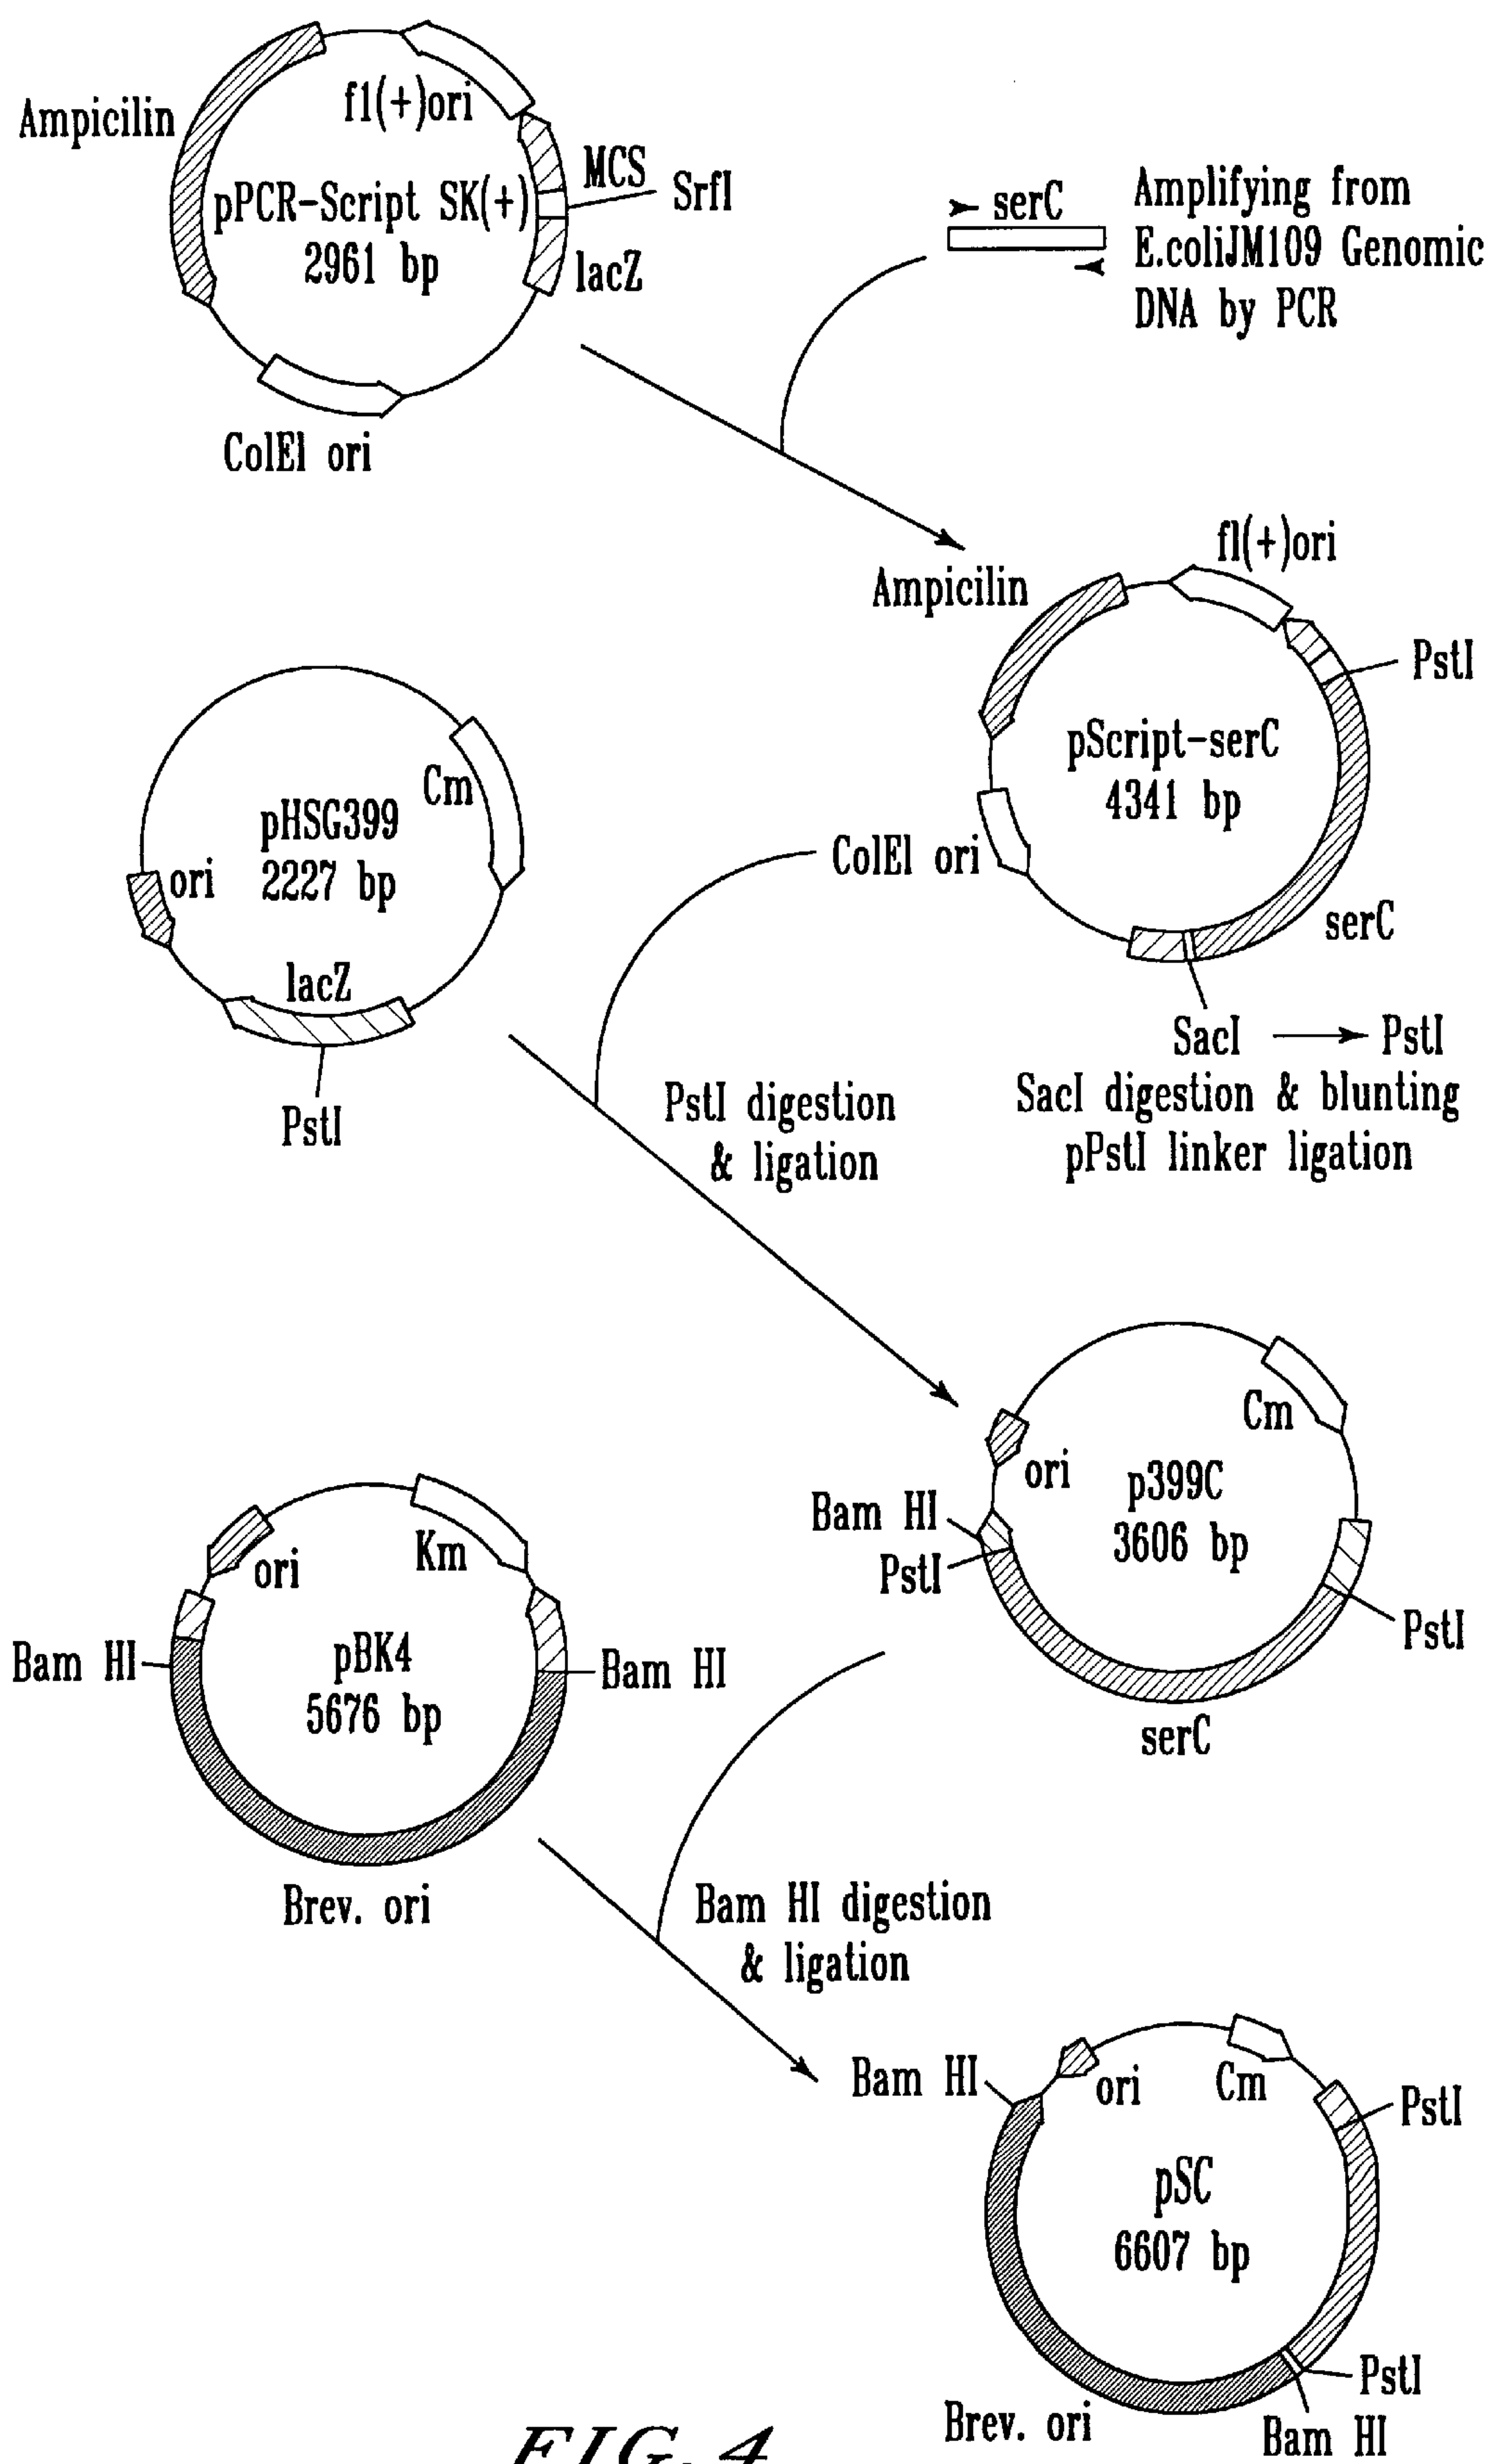 Ampicilin
f1(+)ori
MCS
SrfI
pPCR-Script SK(+)
2961 bp
lacZ
ColEl ori
serC
Amplifying from
E.coliJM109 Genomic
DNA by PCR
Ampicilin
fl(+)ori
PstI
pScript-serC
4341 bp
ColEl ori
serC
SacI
PstI
SacI digestion & blunting
pPstI linker ligation
Cm
pHSG399
2227 bp
ori
lacZ
PstI
PstI digestion
& ligation
Cm
ori
p399C
3606 bp
Bam HI
PstI
PstI
serC
ori
Km
Bam HI
pBK4
5676 bp
Bam HI
Brev. ori
Bam HI digestion
& ligation
Bam HI
ori
Cm
PstI
pSC
6607 bp
PstI
Brev. ori
Bam HI
FIG. 4